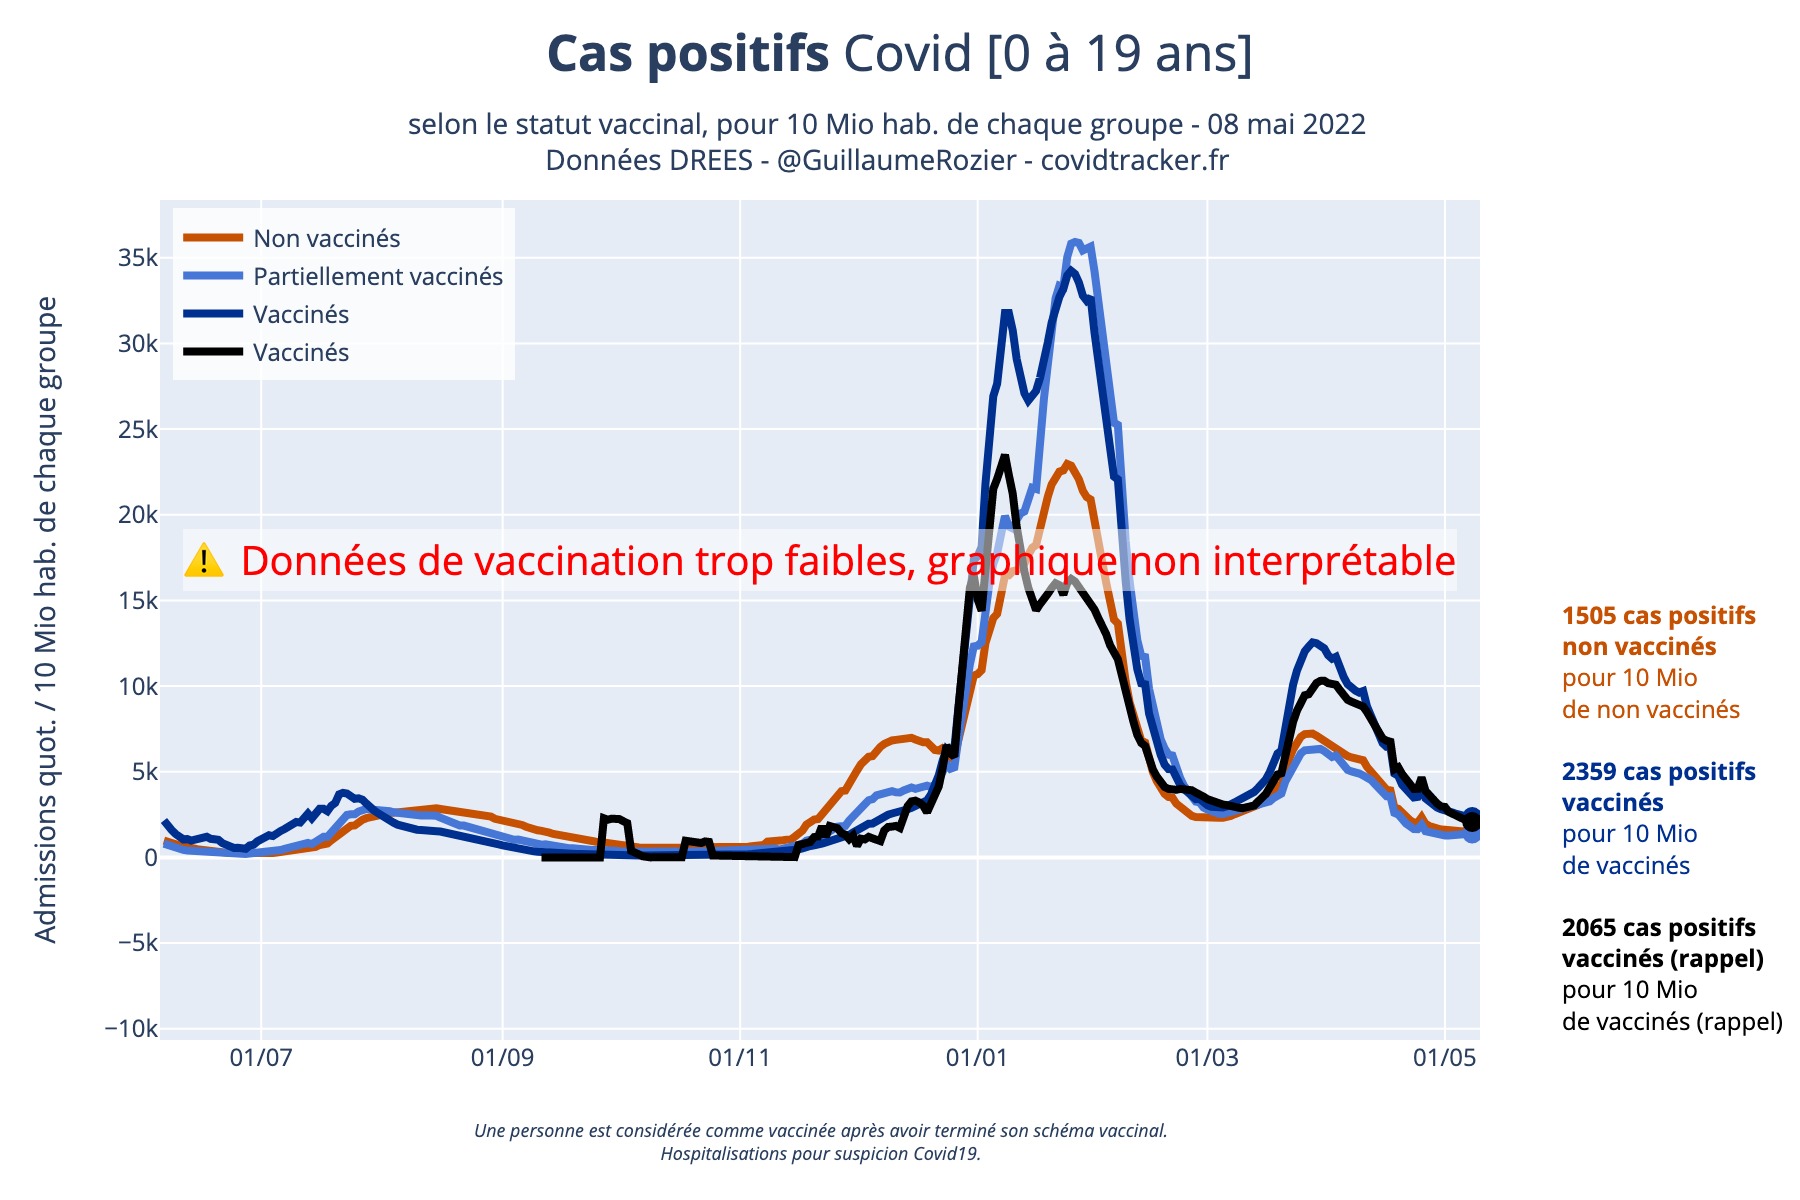 Cas positifs Covid [0 à 19 ans]
selon le statut vaccinal, pour 10 Mio hab. de chaque groupe - 08 mai 2022
Données DREES - @GuillaumeRozier - covidtracker.fr
Admissions quot. / 10 Mio hab. de chaque groupe
Non vaccinés
Partiellement vaccinés
Vaccinés
Vaccinés
35k
30k
25k
20k
15k
10k
5k
0
−5k
−10k
⚠️ Données de vaccination trop faibles, graphique non interprétable
01/07
01/09
01/11
01/01
01/03
01/05
1505 cas positifs
non vaccinés
pour 10 Mio
de non vaccinés
2359 cas positifs
vaccinés
pour 10 Mio
de vaccinés
2065 cas positifs
vaccinés (rappel)
pour 10 Mio
de vaccinés (rappel)
Une personne est considérée comme vaccinée après avoir terminé son schéma vaccinal.
Hospitalisations pour suspicion Covid19.